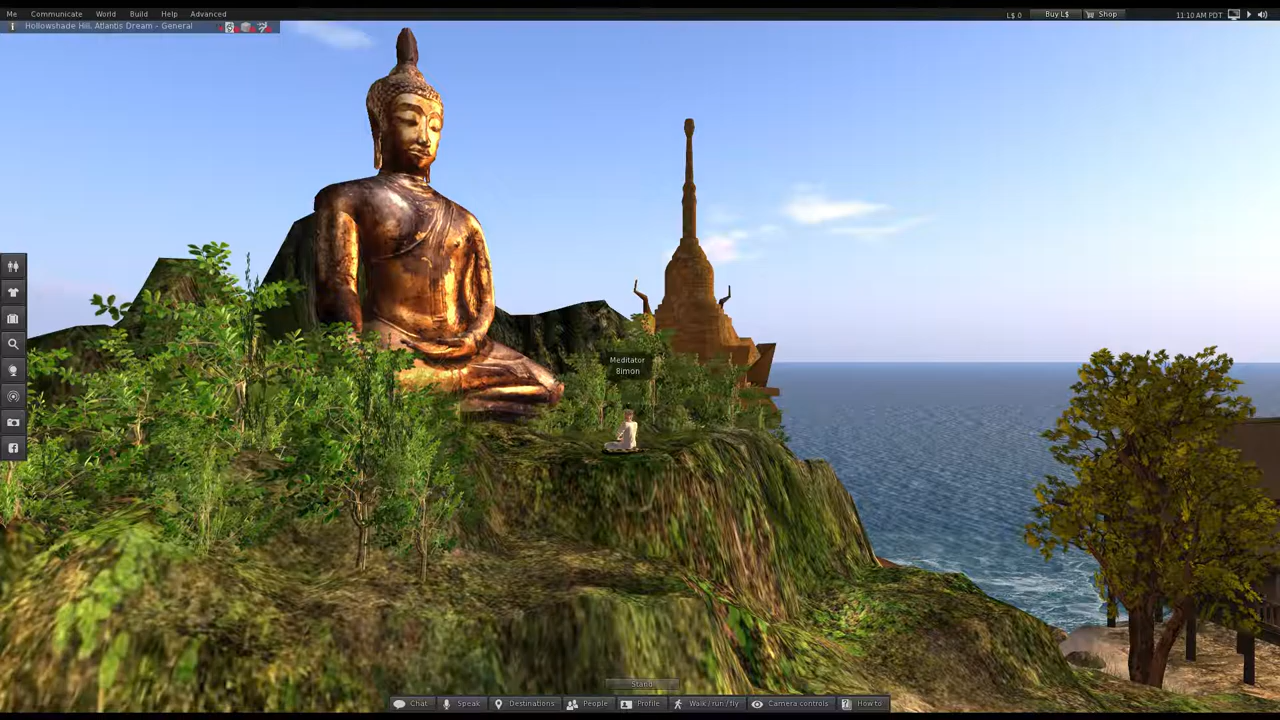 Me Communicate World Build Help Advanced
L$ 0 Buy L$ Shop 11:10 AM PDT
Hollowshade Hill, Atlantis Dream - General
Meditator
8imon
Stand
Chat Speak Destinations People Profile Walk / run / fly Camera controls How to